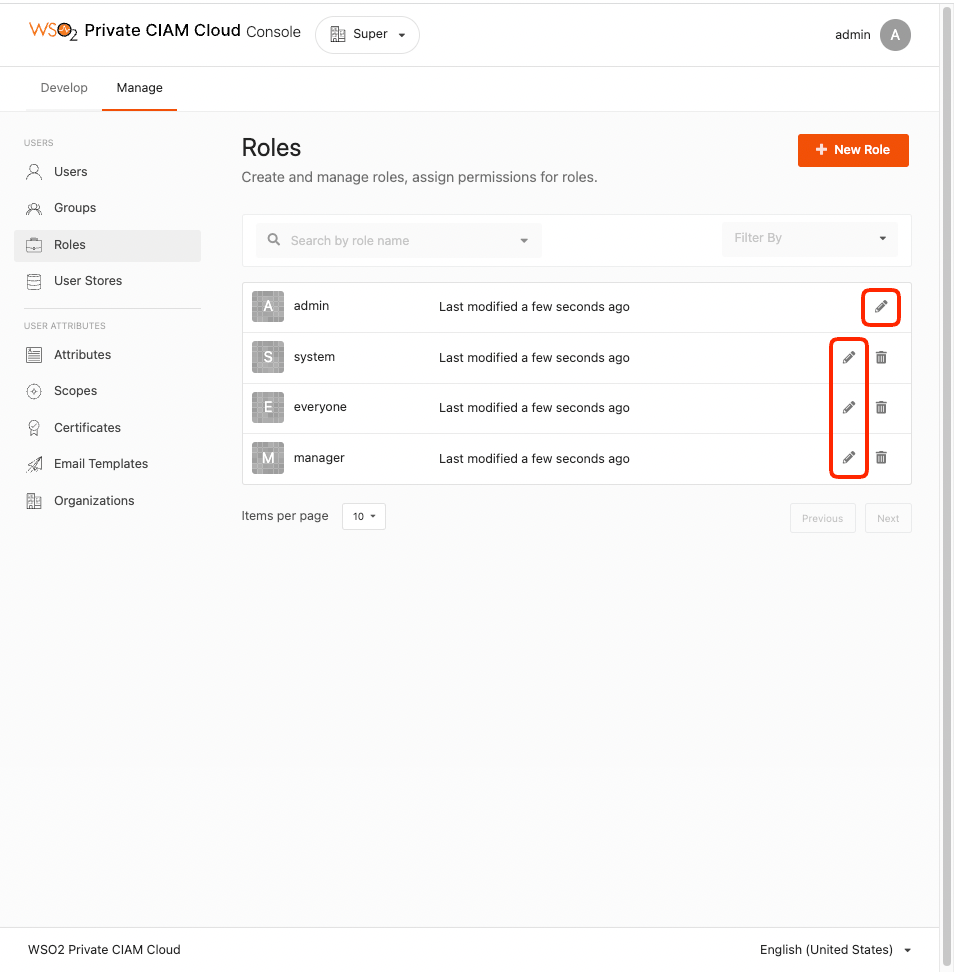 WSO2 Private CIAM Cloud Console Super admin A
Develop Manage
USERS
Users
Groups
Roles
User Stores
USER ATTRIBUTES
Attributes
Scopes
Certificates
Email Templates
Organizations
Roles
Create and manage roles, assign permissions for roles.
New Role
Search by role name Filter By
A admin Last modified a few seconds ago
S system Last modified a few seconds ago
E everyone Last modified a few seconds ago
M manager Last modified a few seconds ago
Items per page 10 Previous Next
WSO2 Private CIAM Cloud English (United States)